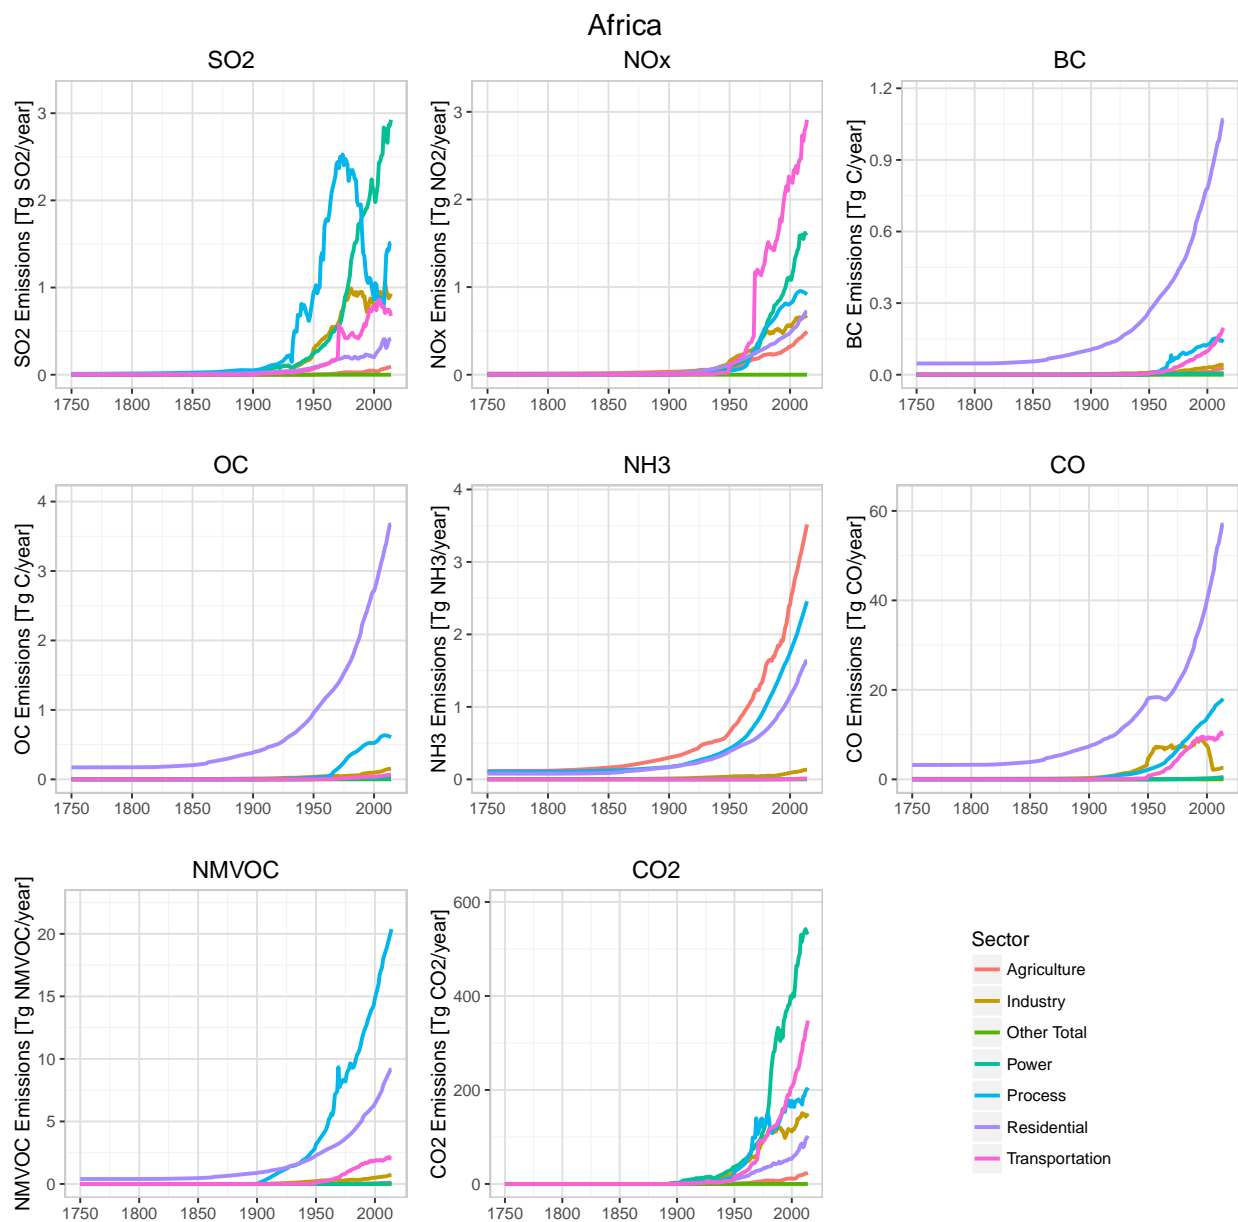 Africa
SO2
NOx
BC
SO2 Emissions [Tg SO2/year]
3
2
1
0
1750 1800 1850 1900 1950 2000
NOx Emissions [Tg NO2/year]
3
2
1
0
1750 1800 1850 1900 1950 2000
BC Emissions [Tg C/year]
1.2
0.9
0.6
0.3
0.0
1750 1800 1850 1900 1950 2000
OC
NH3
CO
OC Emissions [Tg C/year]
4
3
2
1
0
1750 1800 1850 1900 1950 2000
NH3 Emissions [Tg NH3/year]
4
3
2
1
0
1750 1800 1850 1900 1950 2000
CO Emissions [Tg CO/year]
60
40
20
0
1750 1800 1850 1900 1950 2000
NMVOC
CO2
NMVOC Emissions [Tg NMVOC/year]
20
15
10
5
0
1750 1800 1850 1900 1950 2000
CO2 Emissions [Tg CO2/year]
600
400
200
0
1750 1800 1850 1900 1950 2000
Sector
Agriculture
Industry
Other Total
Power
Process
Residential
Transportation